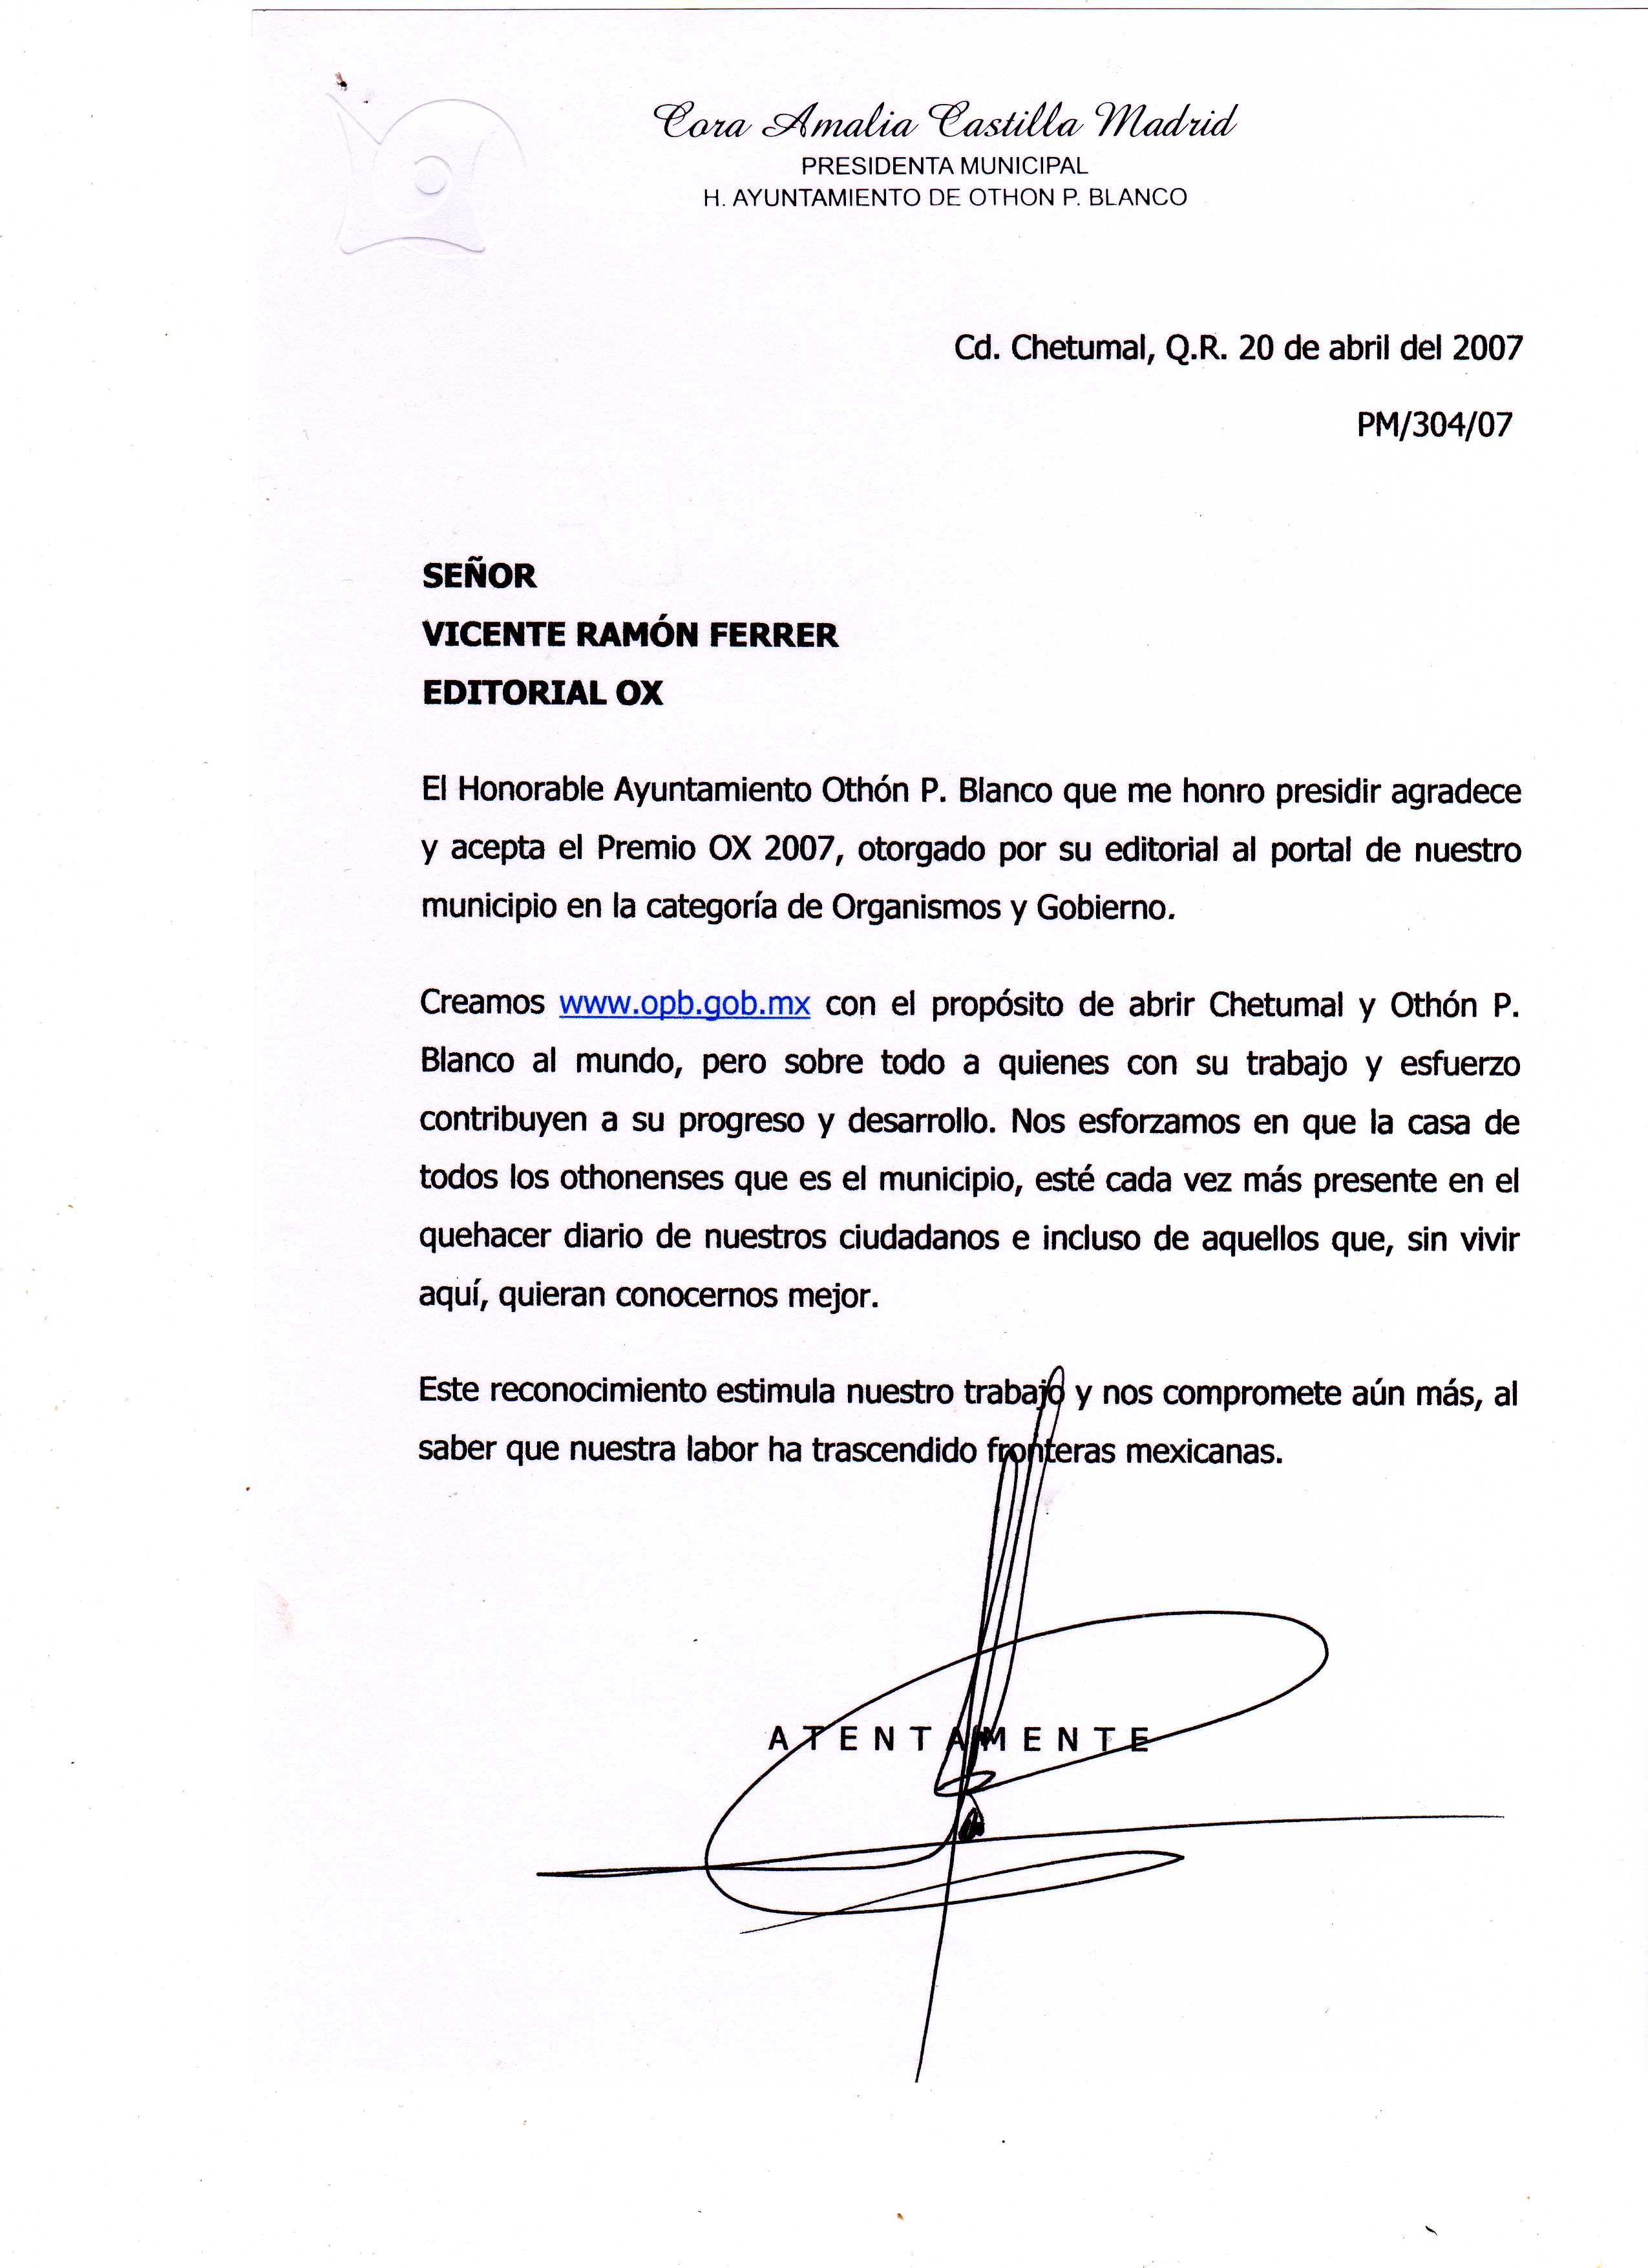 Cora Amalia Castilla Madrid
PRESIDENTA MUNICIPAL
H. AYUNTAMIENTO DE OTHON P. BLANCO
Cd. Chetumal, Q.R. 20 de abril del 2007
PM/304/07
SEÑOR
VICENTE RAMÓN FERRER
EDITORIAL OX
El Honorable Ayuntamiento Othón P. Blanco que me honro presidir agradece
y acepta el Premio OX 2007, otorgado por su editorial al portal de nuestro
municipio en la categoría de Organismos y Gobierno.
Creamos www.opb.gob.mx con el propósito de abrir Chetumal y Othón P.
Blanco al mundo, pero sobre todo a quienes con su trabajo y esfuerzo
contribuyen a su progreso y desarrollo. Nos esforzamos en que la casa de
todos los othonenses que es el municipio, esté cada vez más presente en el
quehacer diario de nuestros ciudadanos e incluso de aquellos que, sin vivir
aquí, quieran conocernos mejor.
Este reconocimiento estimula nuestro trabajo y nos compromete aún más, al
saber que nuestra labor ha trascendido fronteras mexicanas.
A T E N T A M E N T E